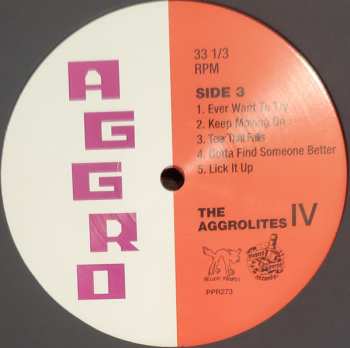 AGGRO
33 1/3
RPM
SIDE 3
1. Ever Want To Try
2. Keep Moving On
3. Tear That Falls
4. Gotta Find Someone Better
5. Lick It Up
THE
AGGROLITES IV
PPR273